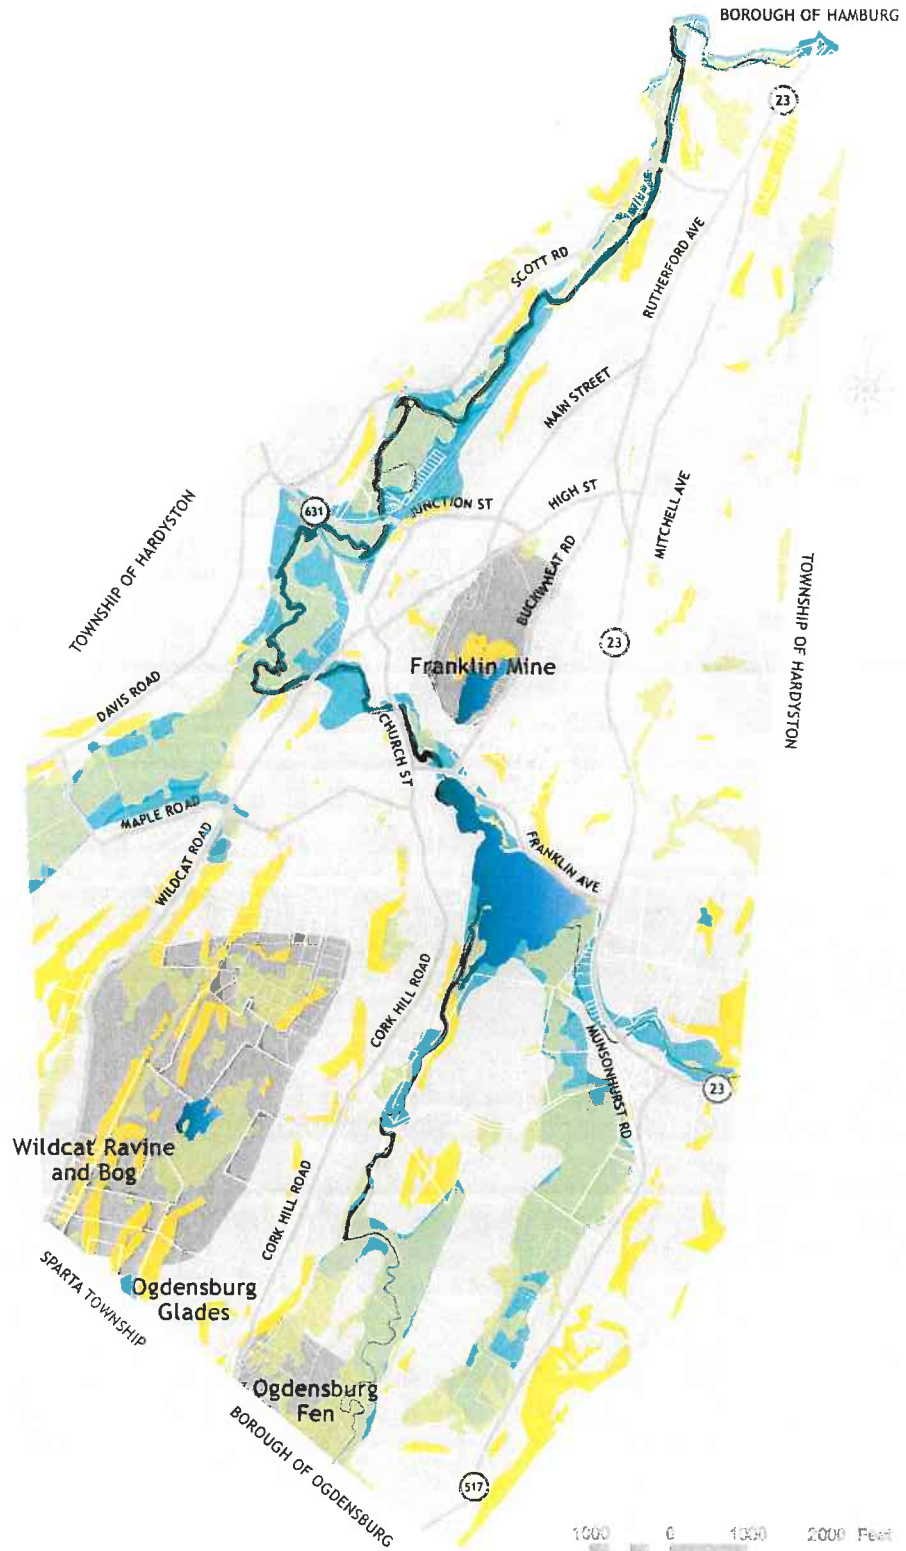 BOROUGH OF HAMBURG
23
SCOTT RD
RUTHERFORD AVE
MAIN STREET
TOWNSHIP OF HARDYSTON
631
JUNCTION ST
HIGH ST
MITCHELL AVE
BUCKWHEAT RD
TOWNSHIP OF HARDYSTON
23
Franklin Mine
DAVIS ROAD
CHURCH ST
MAPLE ROAD
WILDCAT ROAD
FRANKLIN AVE
CORK HILL ROAD
MUNSONHURST RD
23
Wildcat Ravine
and Bog
CORK HILL ROAD
SPARTA TOWNSHIP
Ogdensburg
Glades
Ogdensburg
Fen
BOROUGH OF OGDENSBURG
517
1000 0 1000 2000 Feet